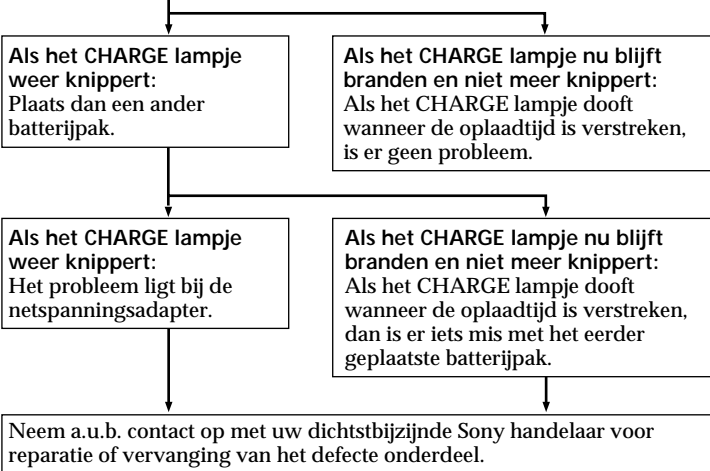 Als het CHARGE lampje
weer knippert:
Plaats dan een ander
batterijpak.
Als het CHARGE lampje nu blijft
branden en niet meer knippert:
Als het CHARGE lampje dooft
wanneer de oplaadtijd is verstreken,
is er geen probleem.
Als het CHARGE lampje
weer knippert:
Het probleem ligt bij de
netspanningsadapter.
Als het CHARGE lampje nu blijft
branden en niet meer knippert:
Als het CHARGE lampje dooft
wanneer de oplaadtijd is verstreken,
dan is er iets mis met het eerder
geplaatste batterijpak.
Neem a.u.b. contact op met uw dichtstbijzijnde Sony handelaar voor
reparatie of vervanging van het defecte onderdeel.